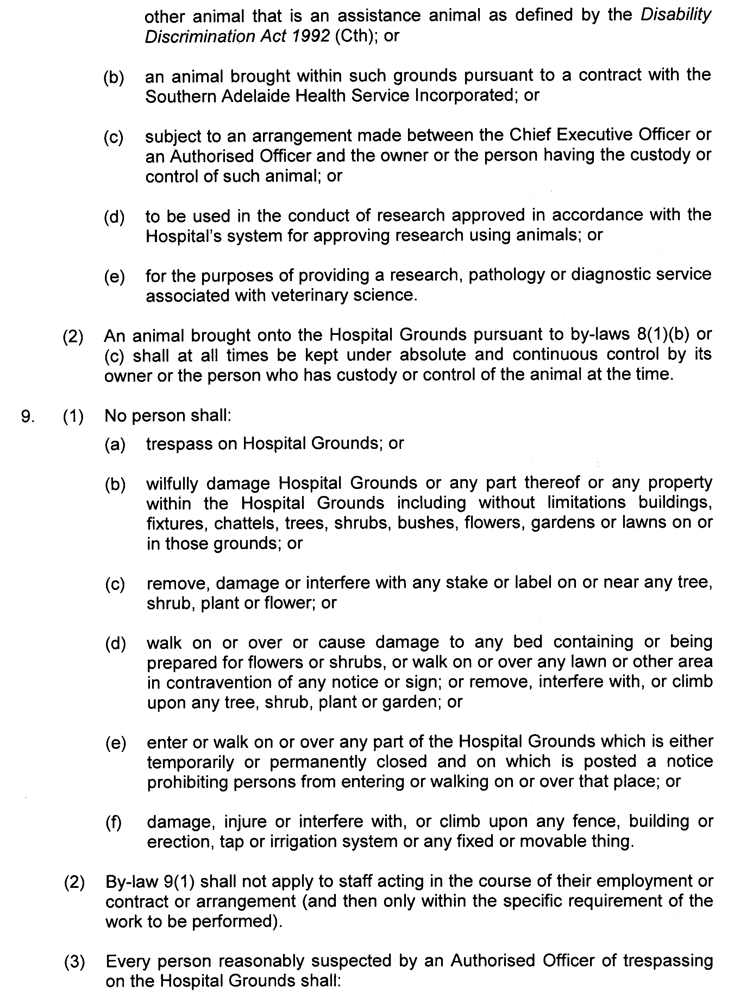 other animal that is an assistance animal as defined by the Disability
Discrimination Act 1992 (Cth); or
(b) an animal brought within such grounds pursuant to a contract with the
Southern Adelaide Health Service Incorporated; or
(c) subject to an arrangement made between the Chief Executive Officer or
an Authorised Officer and the owner or the person having the custody or
control of such animal; or
(d) to be used in the conduct of research approved in accordance with the
Hospital's system for approving research using animals; or
(e) for the purposes of providing a research, pathology or diagnostic service
associated with veterinary science.
(2) An animal brought onto the Hospital Grounds pursuant to by-laws 8(1)(b) or
(c) shall at all times be kept under absolute and continuous control by its
owner or the person who has custody or control of the animal at the time.
9. (1) No person shall:
(a) trespass on Hospital Grounds; or
(b) wilfully damage Hospital Grounds or any part thereof or any property
within the Hospital Grounds including without limitations buildings,
fixtures, chattels, trees, shrubs, bushes, flowers, gardens or lawns on or
in those grounds; or
(c) remove, damage or interfere with any stake or label on or near any tree,
shrub, plant or flower; or
(d) walk on or over or cause damage to any bed containing or being
prepared for flowers or shrubs, or walk on or over any lawn or other area
in contravention of any notice or sign; or remove, interfere with, or climb
upon any tree, shrub, plant or garden; or
(e) enter or walk on or over any part of the Hospital Grounds which is either
temporarily or permanently closed and on which is posted a notice
prohibiting persons from entering or walking on or over that place; or
(f) damage, injure or interfere with, or climb upon any fence, building or
erection, tap or irrigation system or any fixed or movable thing.
(2) By-law 9(1) shall not apply to staff acting in the course of their employment or
contract or arrangement (and then only within the specific requirement of the
work to be performed).
(3) Every person reasonably suspected by an Authorised Officer of trespassing
on the Hospital Grounds shall: